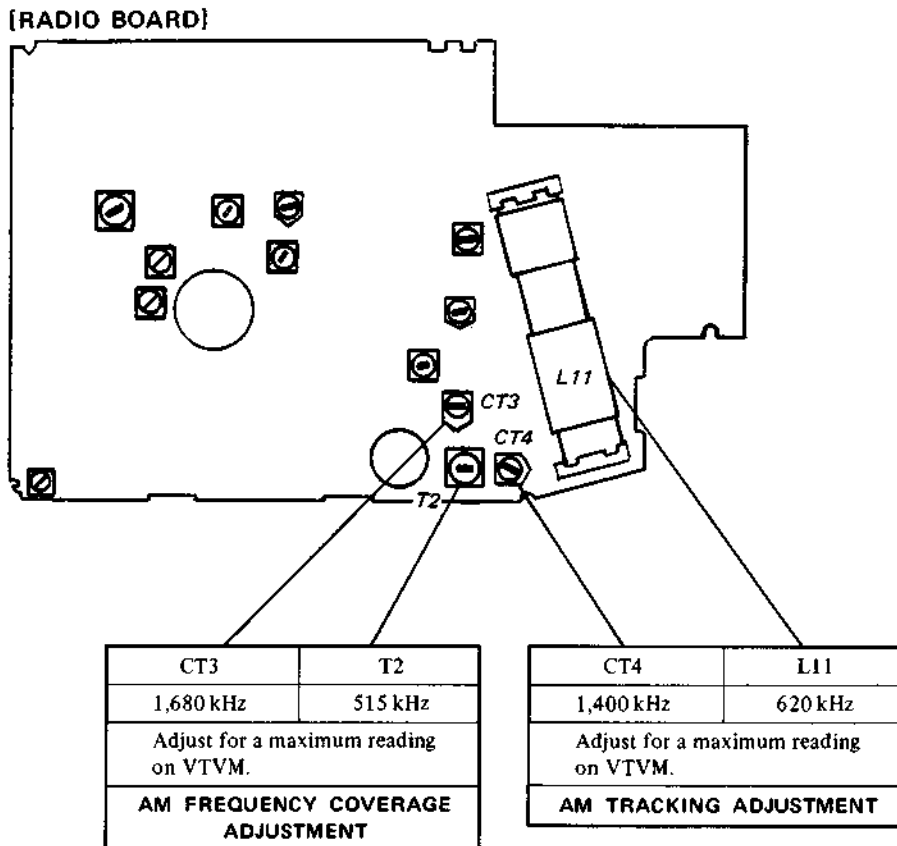 [RADIO BOARD]
L11
CT3
CT4
T2
CT3 T2
1,680 kHz 515 kHz
Adjust for a maximum reading
on VTVM.
AM FREQUENCY COVERAGE
ADJUSTMENT
CT4 L11
1,400 kHz 620 kHz
Adjust for a maximum reading
on VTVM.
AM TRACKING ADJUSTMENT